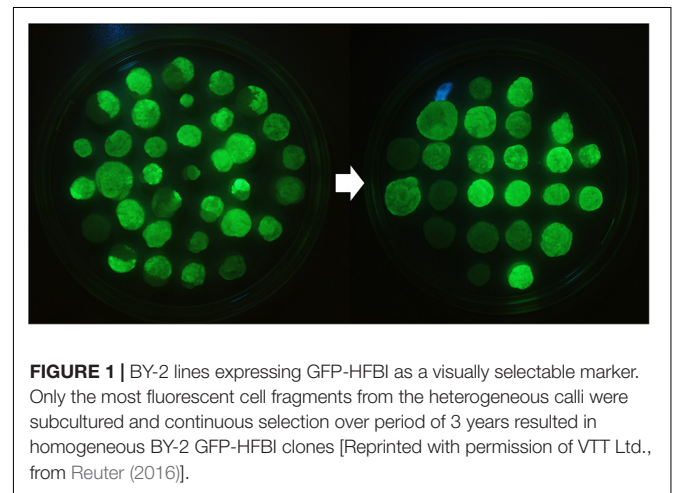 FIGURE 1 | BY-2 lines expressing GFP-HFBI as a visually selectable marker.
Only the most fluorescent cell fragments from the heterogeneous calli were
subcultured and continuous selection over period of 3 years resulted in
homogeneous BY-2 GFP-HFBI clones [Reprinted with permission of VTT Ltd.,
from Reuter (2016)].